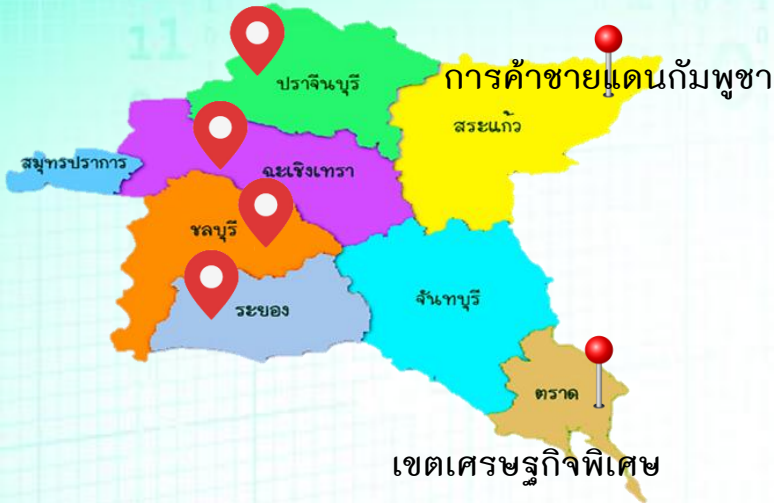 ปราจีนบุรี
การค้าชายแดนกัมพูชา
สระแก้ว
สมุทรปราการ
ฉะเชิงเทรา
ชลบุรี
ระยอง
จันทบุรี
ตราด
เขตเศรษฐกิจพิเศษ